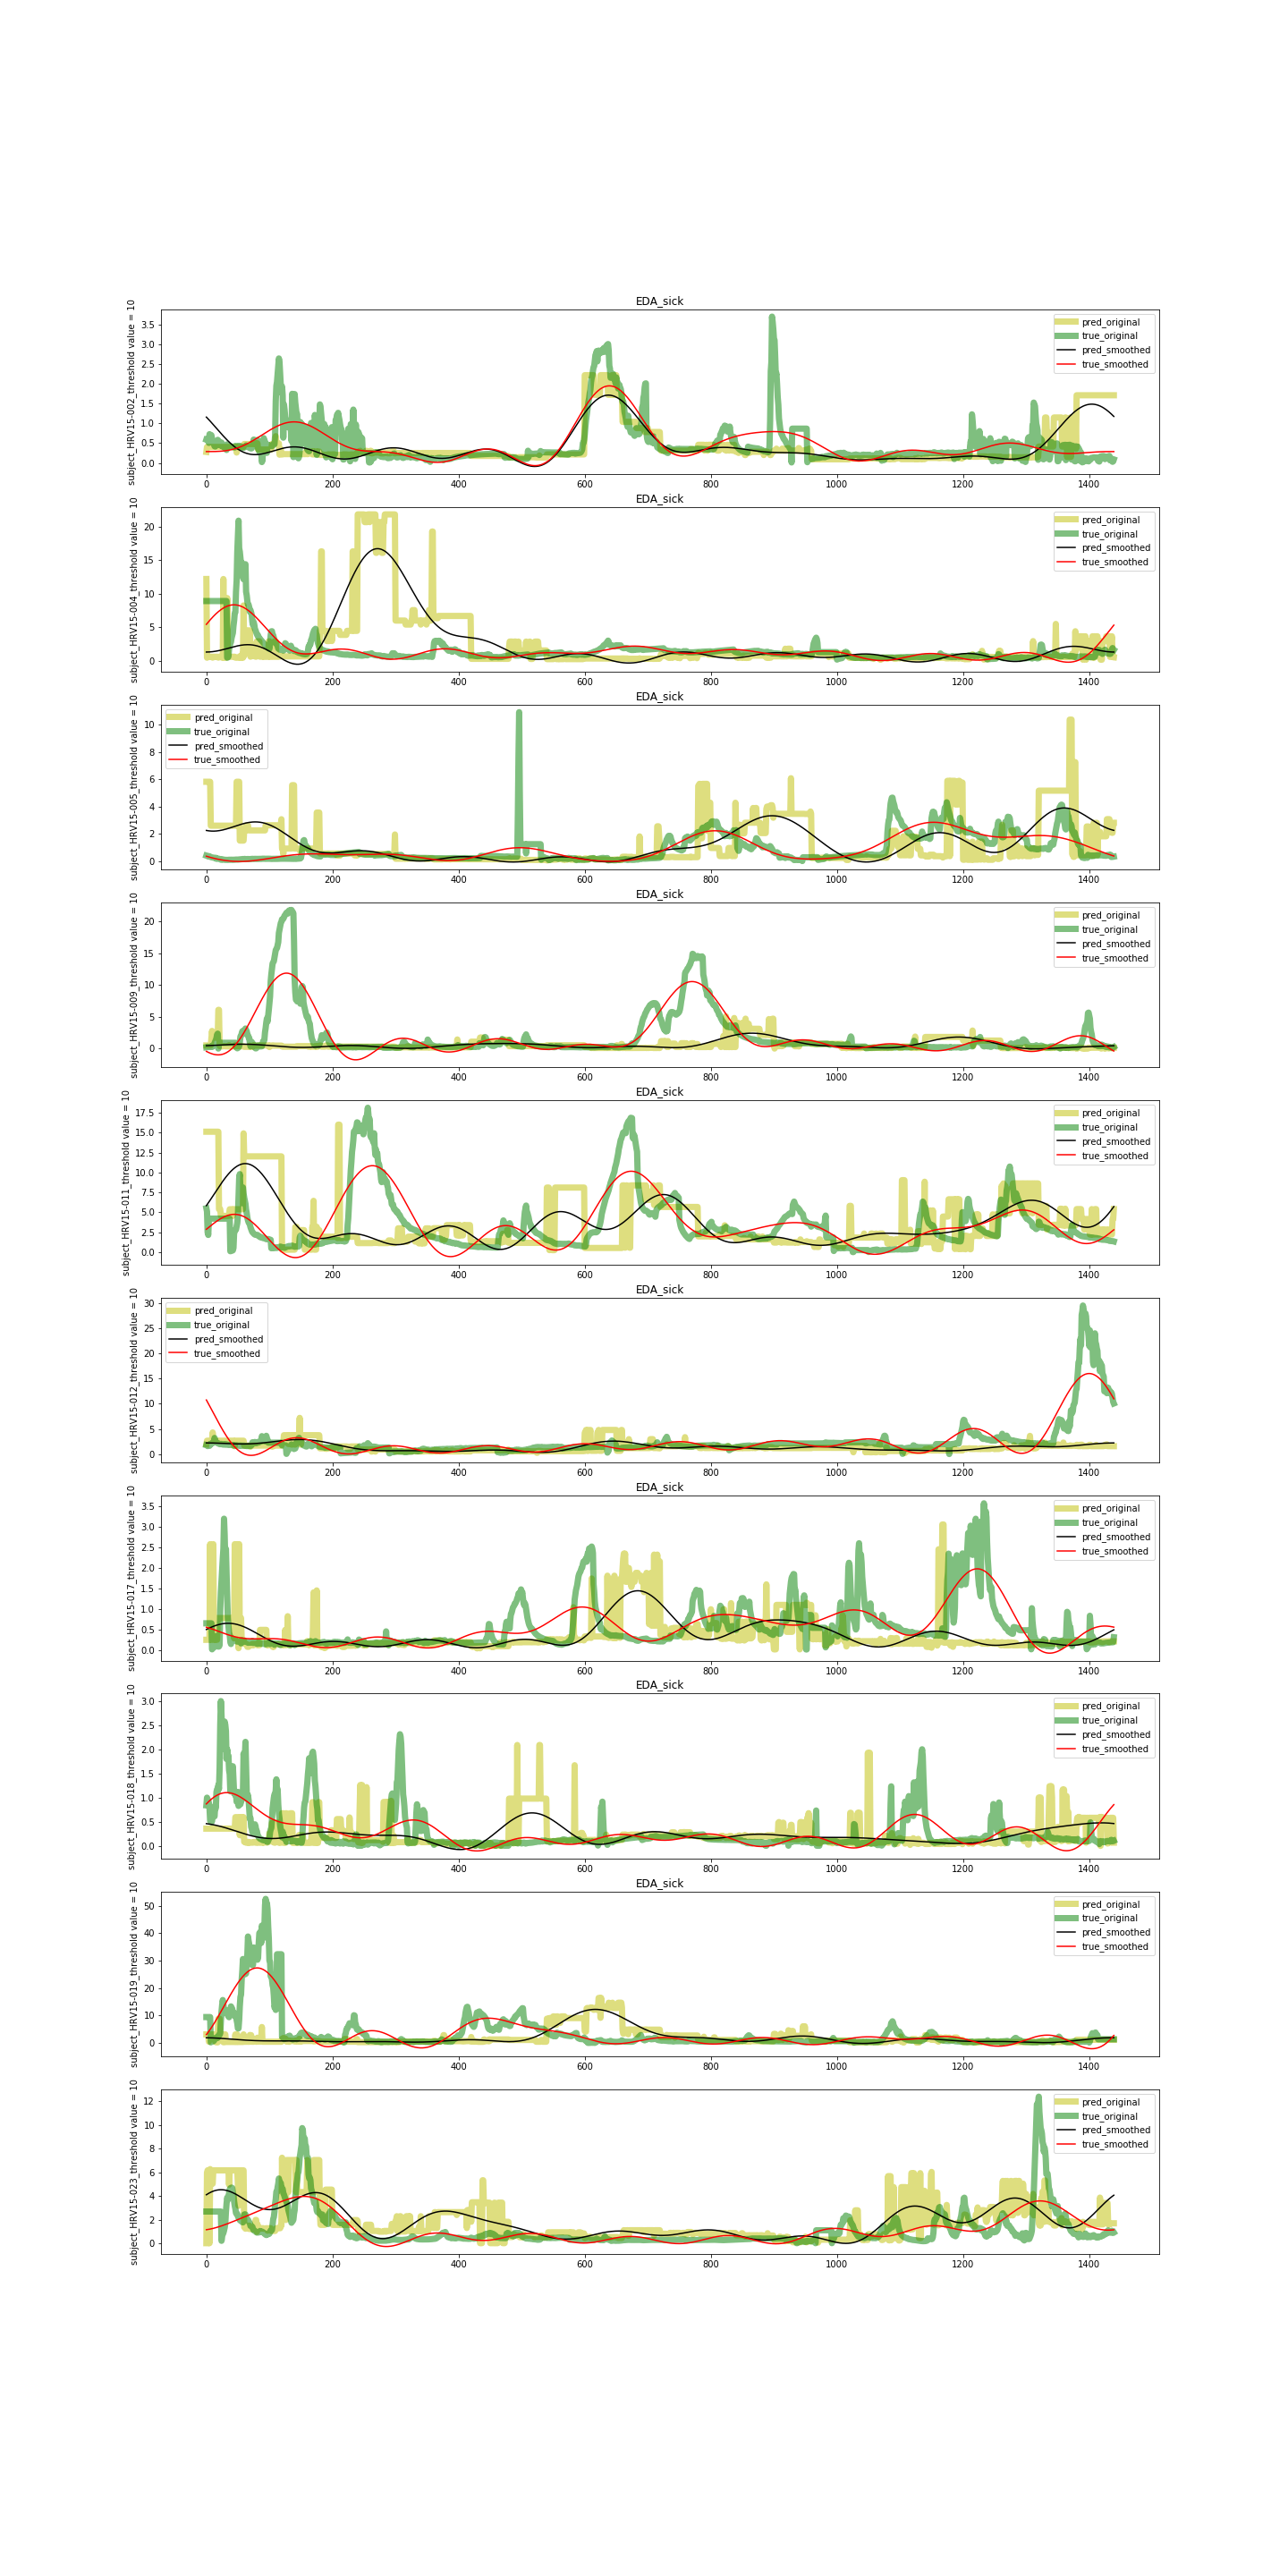 EDA_sick
subject_HRV15-002_threshold value = 10
3.5
3.0
2.5
2.0
1.5
1.0
0.5
0.0
pred_original
true_original
pred_smoothed
true_smoothed
0 200 400 600 800 1000 1200 1400
EDA_sick
subject_HRV15-004_threshold value = 10
20
15
10
5
0
pred_original
true_original
pred_smoothed
true_smoothed
0 200 400 600 800 1000 1200 1400
EDA_sick
subject_HRV15-005_threshold value = 10
10
8
6
4
2
0
pred_original
true_original
pred_smoothed
true_smoothed
0 200 400 600 800 1000 1200 1400
EDA_sick
subject_HRV15-009_threshold value = 10
20
15
10
5
0
pred_original
true_original
pred_smoothed
true_smoothed
0 200 400 600 800 1000 1200 1400
EDA_sick
subject_HRV15-011_threshold value = 10
17.5
15.0
12.5
10.0
7.5
5.0
2.5
0.0
pred_original
true_original
pred_smoothed
true_smoothed
0 200 400 600 800 1000 1200 1400
EDA_sick
subject_HRV15-012_threshold value = 10
30
25
20
15
10
5
0
pred_original
true_original
pred_smoothed
true_smoothed
0 200 400 600 800 1000 1200 1400
EDA_sick
subject_HRV15-017_threshold value = 10
3.5
3.0
2.5
2.0
1.5
1.0
0.5
0.0
pred_original
true_original
pred_smoothed
true_smoothed
0 200 400 600 800 1000 1200 1400
EDA_sick
subject_HRV15-018_threshold value = 10
3.0
2.5
2.0
1.5
1.0
0.5
0.0
pred_original
true_original
pred_smoothed
true_smoothed
0 200 400 600 800 1000 1200 1400
EDA_sick
subject_HRV15-019_threshold value = 10
50
40
30
20
10
0
pred_original
true_original
pred_smoothed
true_smoothed
0 200 400 600 800 1000 1200 1400
EDA_sick
subject_HRV15-023_threshold value = 10
12
10
8
6
4
2
0
pred_original
true_original
pred_smoothed
true_smoothed
0 200 400 600 800 1000 1200 1400